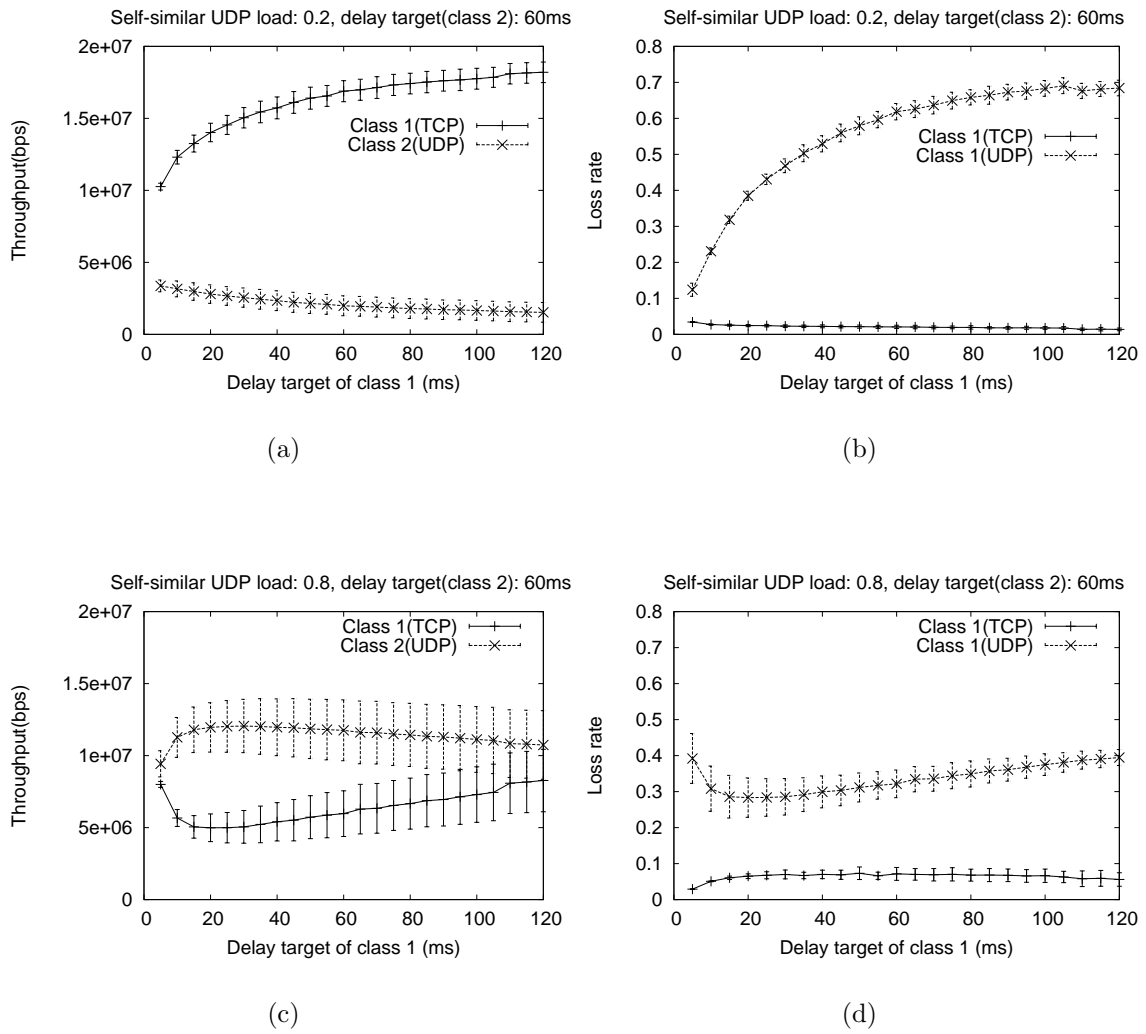 Self-similar UDP load: 0.2, delay target(class 2): 60ms
2e+07
1.5e+07
1e+07
5e+06
0
Throughput(bps)
Class 1(TCP)
Class 2(UDP)
0 20 40 60 80 100 120
Delay target of class 1 (ms)
(a)
Self-similar UDP load: 0.2, delay target(class 2): 60ms
0.8
0.7
0.6
0.5
0.4
0.3
0.2
0.1
0
Loss rate
Class 1(TCP)
Class 1(UDP)
0 20 40 60 80 100 120
Delay target of class 1 (ms)
(b)
Self-similar UDP load: 0.8, delay target(class 2): 60ms
2e+07
1.5e+07
1e+07
5e+06
0
Throughput(bps)
Class 1(TCP)
Class 2(UDP)
0 20 40 60 80 100 120
Delay target of class 1 (ms)
(c)
Self-similar UDP load: 0.8, delay target(class 2): 60ms
0.8
0.7
0.6
0.5
0.4
0.3
0.2
0.1
0
Loss rate
Class 1(TCP)
Class 1(UDP)
0 20 40 60 80 100 120
Delay target of class 1 (ms)
(d)